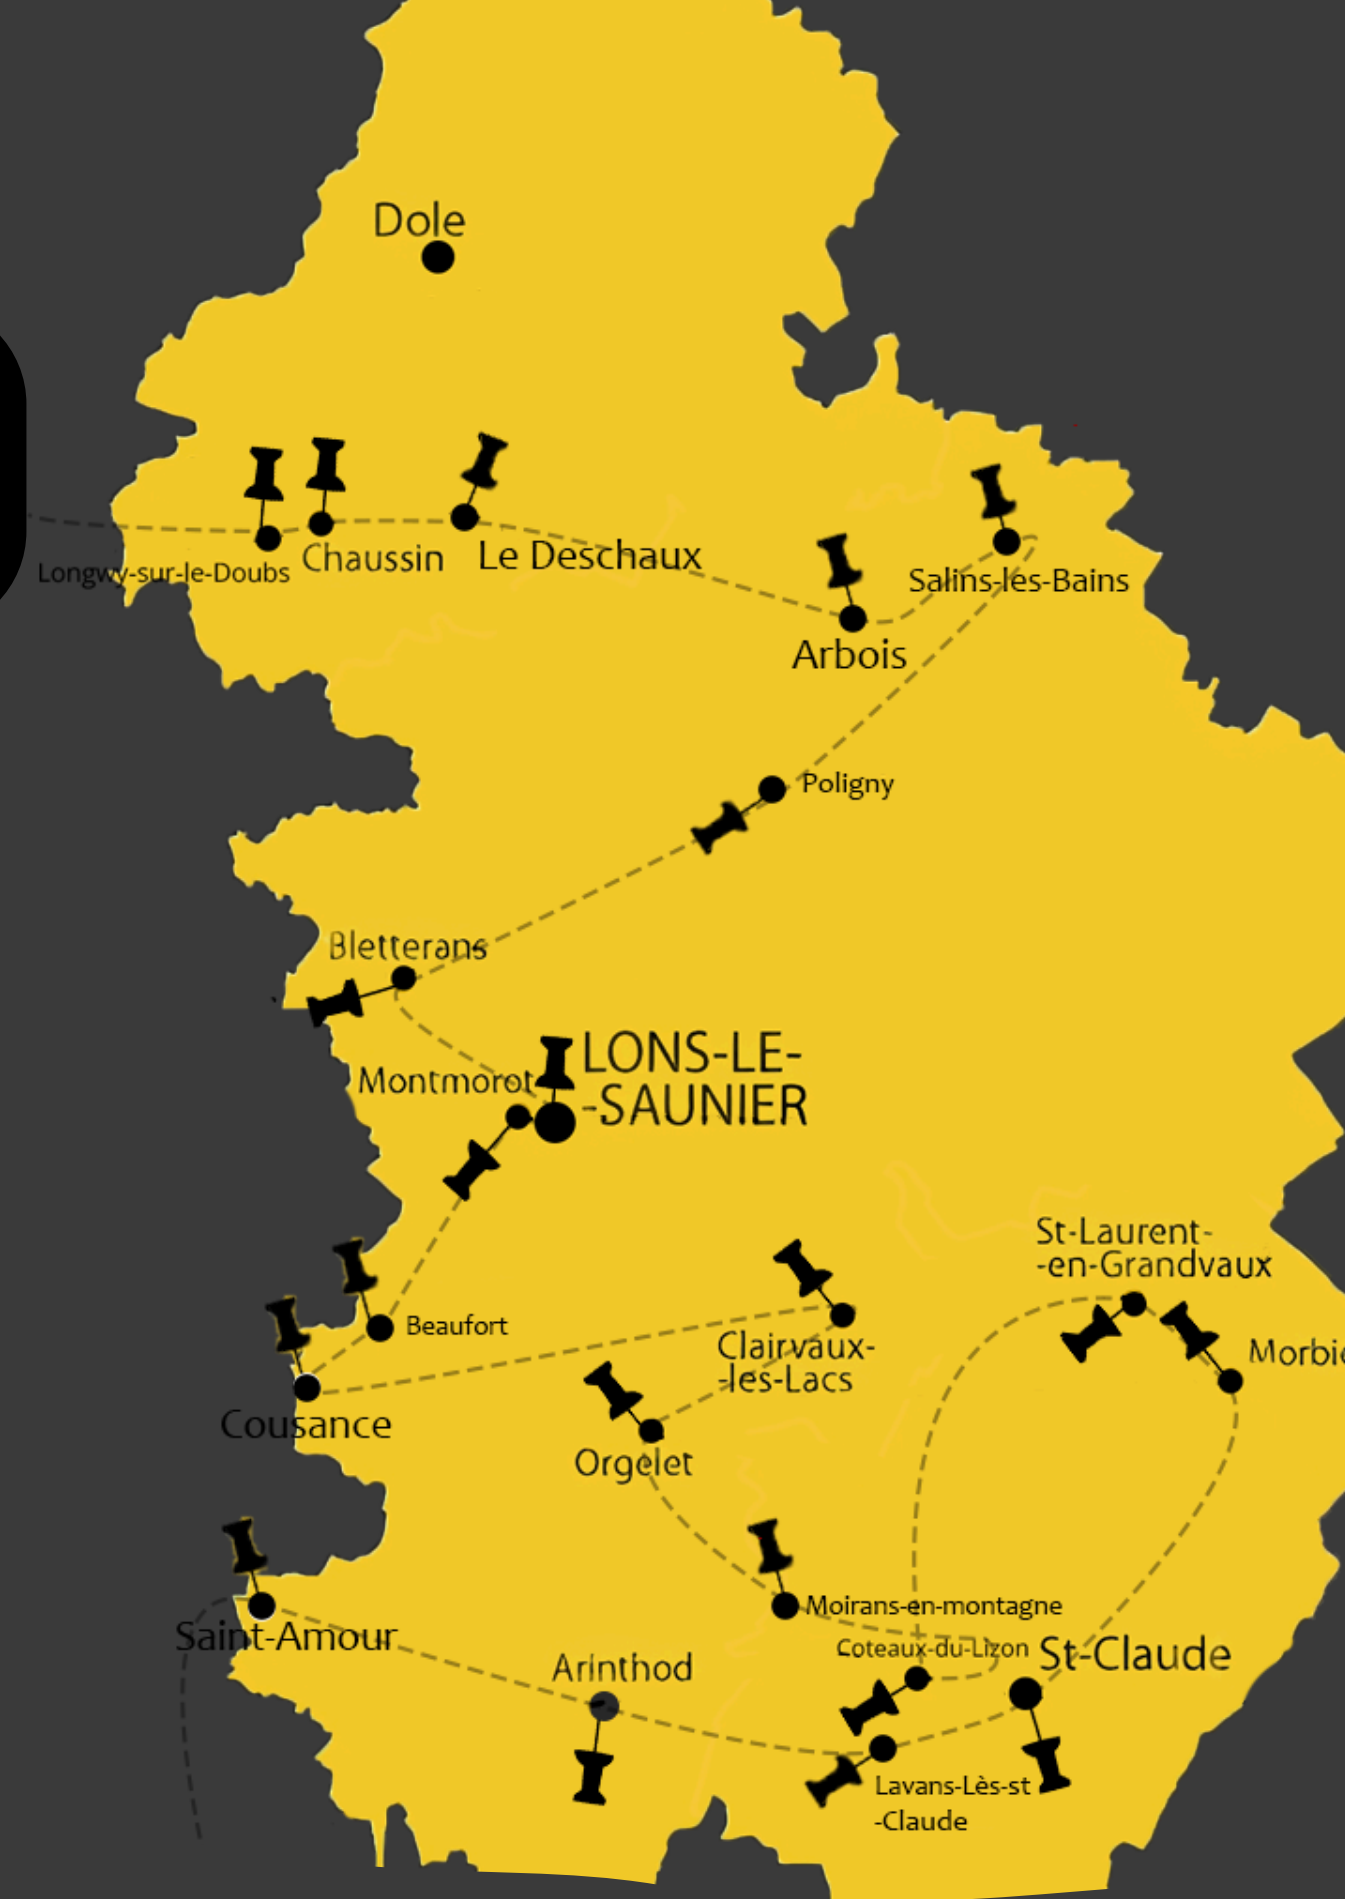 Dole
Longwy-sur-le-Doubs
Chaussin
Le Deschaux
Salins-les-Bains
Arbois
Poligny
Bletterans
LONS-LE-
-SAUNIER
Montmorot
St-Laurent-
-en-Grandvaux
Beaufort
Clairvaux-
-les-Lacs
Morbi
Cousance
Orgelet
Moirans-en-montagne
Saint-Amour
Coteaux-du-Lizon
St-Claude
Arinthod
Lavans-Lès-st
-Claude